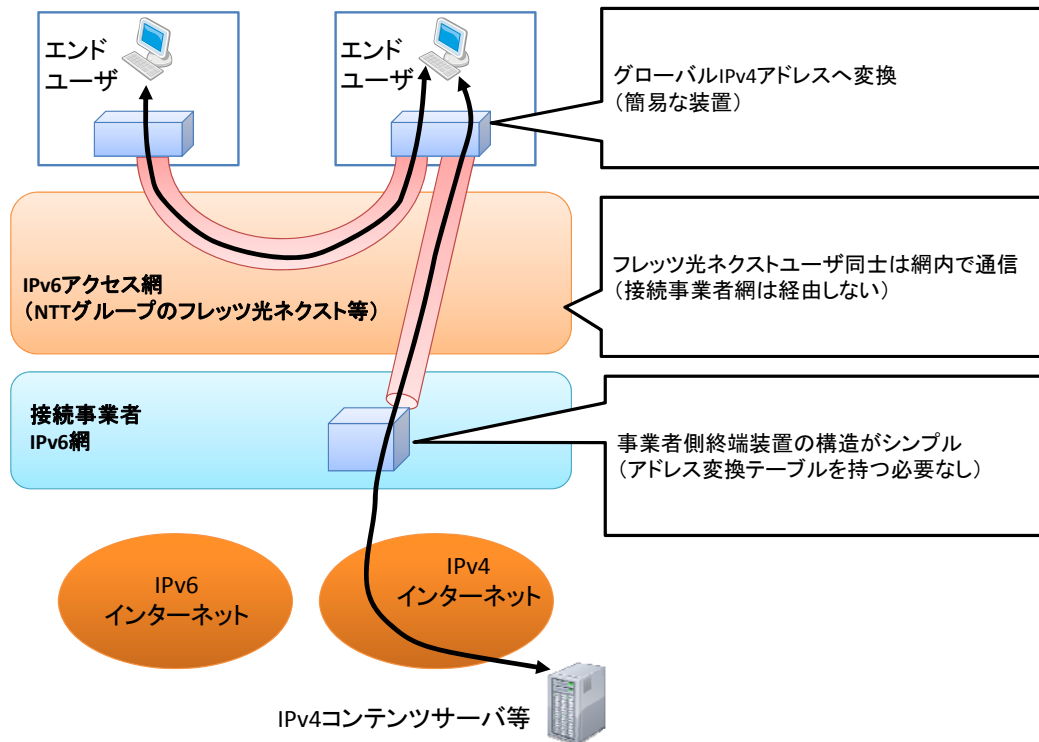 エンド
ユーザ
エンド
ユーザ
グローバルIPv4アドレスへ変換
（簡易な装置）
IPv6アクセス網
（NTTグループのフレッツ光ネクスト等）
フレッツ光ネクストユーザ同士は網内で通信
（接続事業者網は経由しない）
接続事業者
IPv6網
事業者側終端装置の構造がシンプル
（アドレス変換テーブルを持つ必要なし）
IPv6
インターネット
IPv4
インターネット
IPv4コンテンツサーバ等